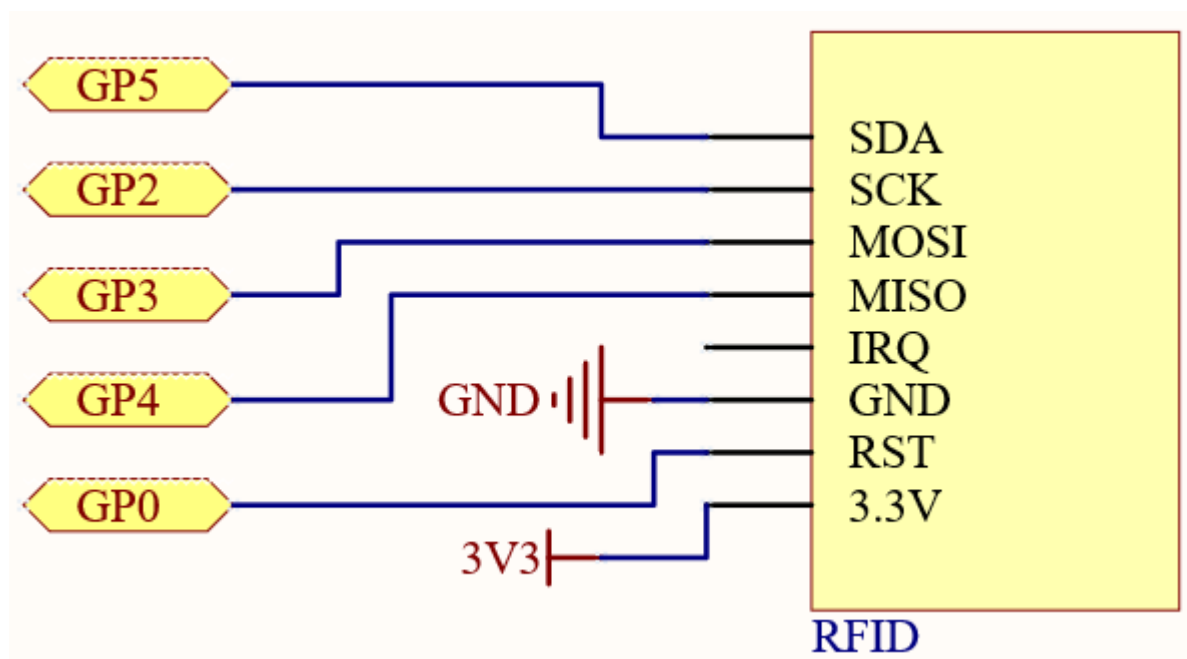 GP5
SDA
GP2
SCK
MOSI
GP3
MISO
IRQ
GP4
GND
GND
RST
GP0
3.3V
3V3
RFID